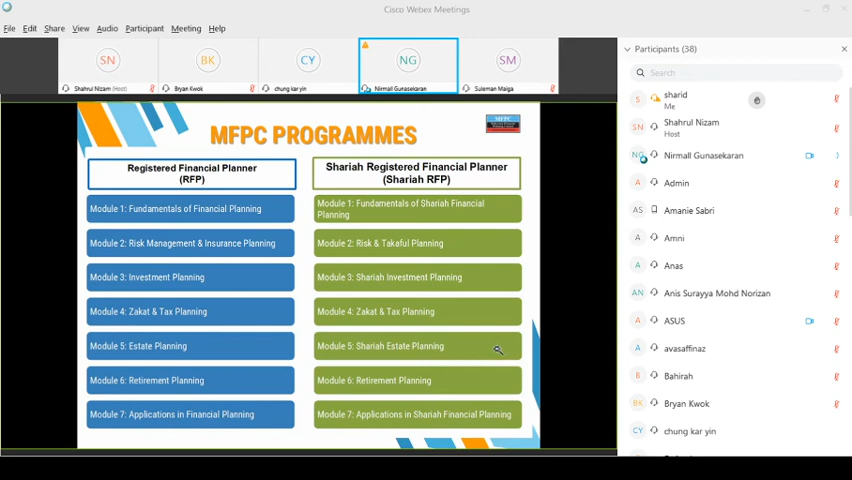 Cisco Webex Meetings
File Edit Share View Audio Participant Meeting Help
SN
BK
CY
NG
SM
Shahrul Nizam (Host)
Bryan Kwok
chung kar yin
Nirmall Gunasekaran
Suleman Maiga
MFPC PROGRAMMES
MFPC
Registered Financial Planner
(RFP)
Module 1: Fundamentals of Financial Planning
Module 2: Risk Management & Insurance Planning
Module 3: Investment Planning
Module 4: Zakat & Tax Planning
Module 5: Estate Planning
Module 6: Retirement Planning
Module 7: Applications in Financial Planning
Shariah Registered Financial Planner
(Shariah RFP)
Module 1: Fundamentals of Shariah Financial
Planning
Module 2: Risk & Takaful Planning
Module 3: Shariah Investment Planning
Module 4: Zakat & Tax Planning
Module 5: Shariah Estate Planning
Module 6: Retirement Planning
Module 7: Applications in Shariah Financial Planning
Participants (38)
Search
S
sharid
Me
SN
Shahrul Nizam
Host
NG
Nirmall Gunasekaran
A
Admin
AS
Amanie Sabri
A
Amni
A
Anas
AN
Anis Surayya Mohd Norizan
A
ASUS
A
avasaffinaz
B
Bahirah
BK
Bryan Kwok
CY
chung kar yin